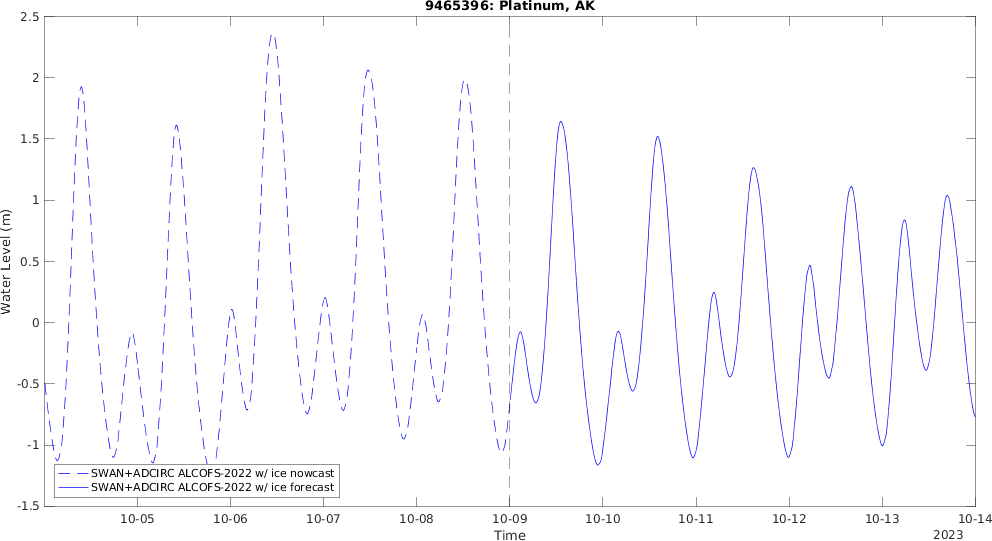 9465396: Platinum, AK
2.5
2
1.5
1
0.5
0
-0.5
-1
-1.5
Water Level (m)
SWAN+ADCIRC ALCOFS-2022 w/ ice nowcast
SWAN+ADCIRC ALCOFS-2022 w/ ice forecast
10-05 10-06 10-07 10-08 10-09 10-10 10-11 10-12 10-13 10-14
Time
2023